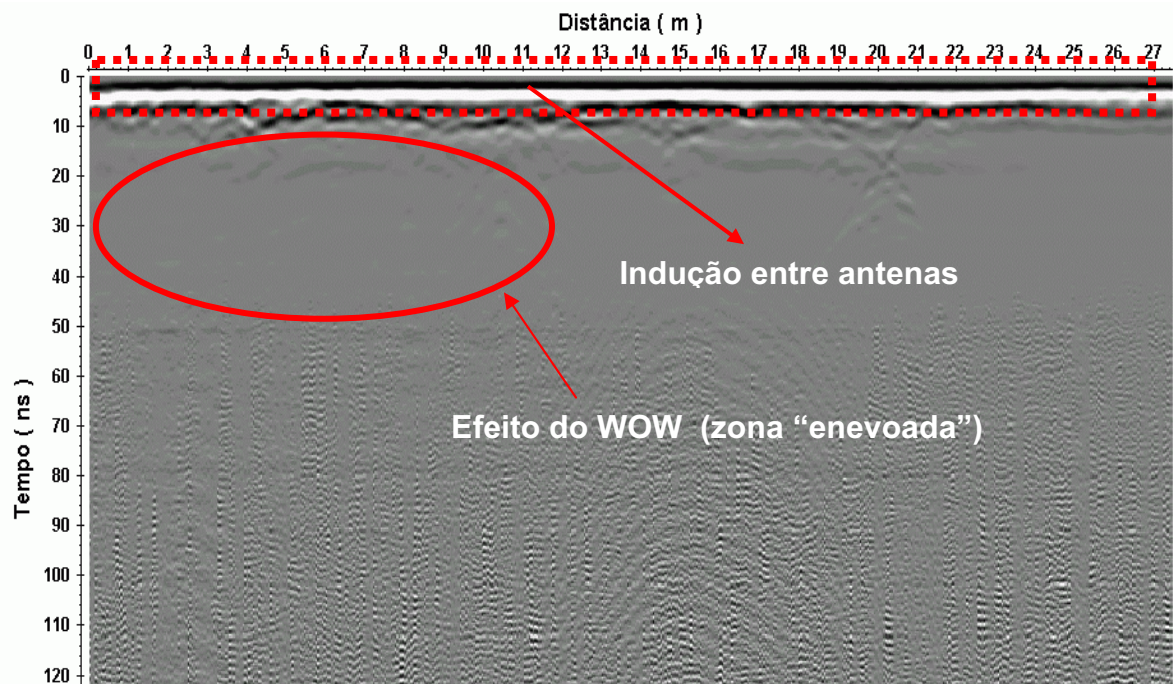 Distância ( m )
0 1 2 3 4 5 6 7 8 9 10 11 12 13 14 15 16 17 18 19 20 21 22 23 24 25 26 27
0
10
20
30
Indução entre antenas
40
50
60
Efeito do WOW (zona “enevoada”)
70
80
90
100
110
120
Tempo ( ns )